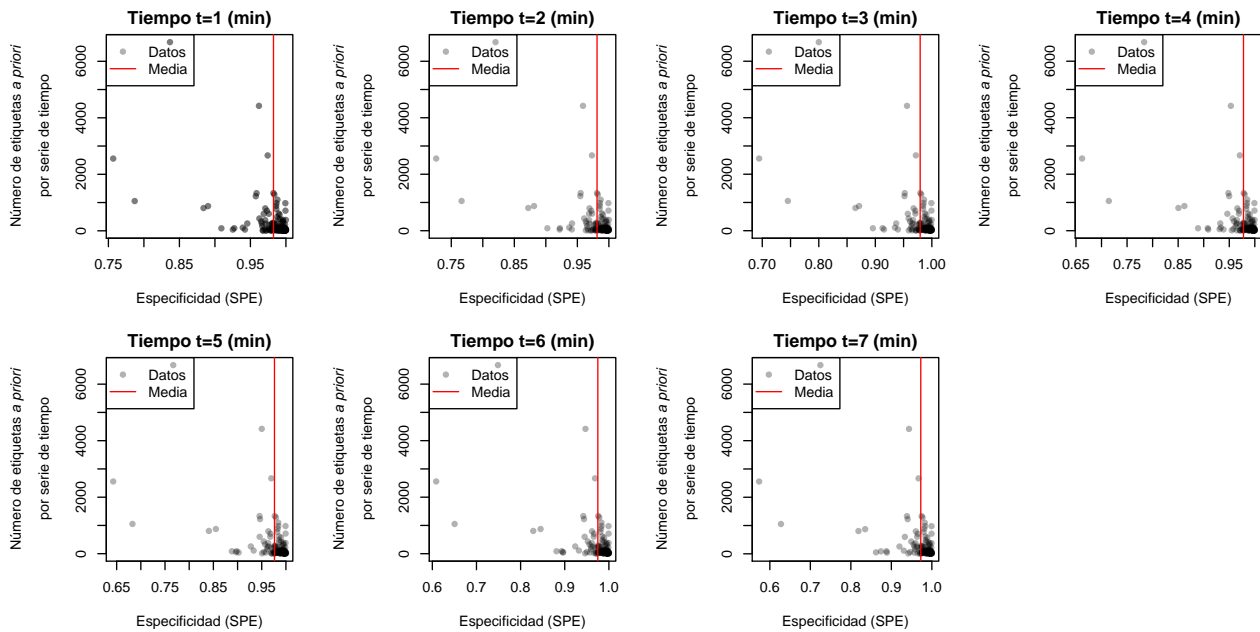 Tiempo t=1 (min)
Número de etiquetas a priori
por serie de tiempo
Datos
Media
6000
4000
2000
0
0.75
0.85
0.95
Especificidad (SPE)
Tiempo t=2 (min)
Número de etiquetas a priori
por serie de tiempo
Datos
Media
6000
4000
2000
0
0.75
0.85
0.95
Especificidad (SPE)
Tiempo t=3 (min)
Número de etiquetas a priori
por serie de tiempo
Datos
Media
6000
4000
2000
0
0.70
0.80
0.90
1.00
Especificidad (SPE)
Tiempo t=4 (min)
Número de etiquetas a priori
por serie de tiempo
Datos
Media
6000
4000
2000
0
0.65
0.75
0.85
0.95
Especificidad (SPE)
Tiempo t=5 (min)
Número de etiquetas a priori
por serie de tiempo
Datos
Media
6000
4000
2000
0
0.65
0.75
0.85
0.95
Especificidad (SPE)
Tiempo t=6 (min)
Número de etiquetas a priori
por serie de tiempo
Datos
Media
6000
4000
2000
0
0.6
0.7
0.8
0.9
1.0
Especificidad (SPE)
Tiempo t=7 (min)
Número de etiquetas a priori
por serie de tiempo
Datos
Media
6000
4000
2000
0
0.6
0.7
0.8
0.9
1.0
Especificidad (SPE)